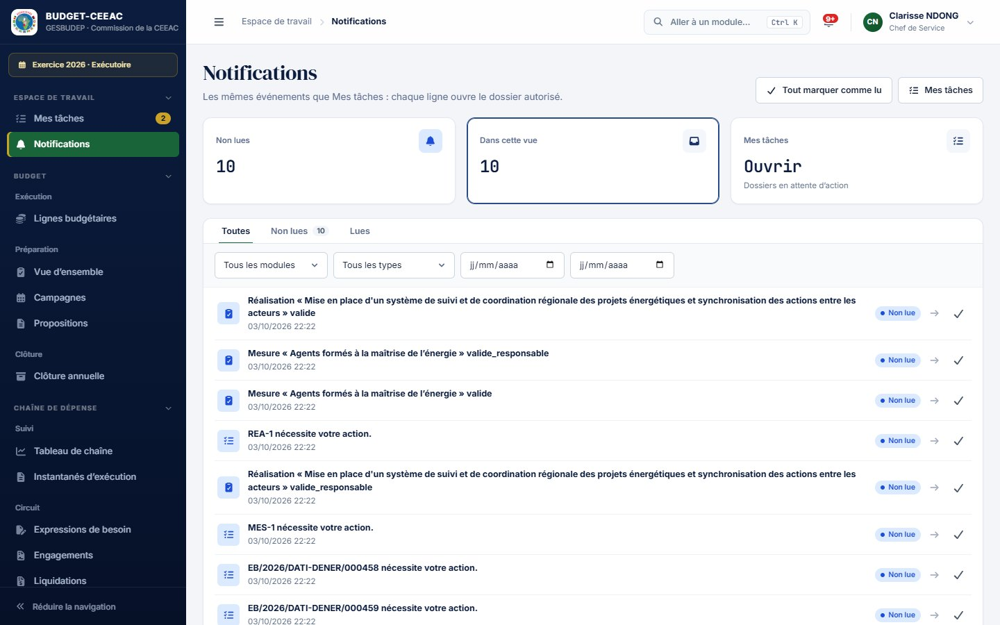 BUDGET-CEEAC
GESBUDEP · Commission de la CEEAC
Exercice 2026 · Exécutoire
ESPACE DE TRAVAIL
Mes tâches 2
Notifications
BUDGET
Exécution
Lignes budgétaires
Préparation
Vue d’ensemble
Campagnes
Propositions
Clôture
Clôture annuelle
CHAÎNE DE DÉPENSE
Suivi
Tableau de chaîne
Instantanés d’exécution
Circuit
Expressions de besoin
Engagements
Liquidations
Réduire la navigation
Espace de travail Notifications
Aller à un module... Ctrl K
9+
CN
Clarisse NDONG
Chef de Service
Notifications
Les mêmes événements que Mes tâches : chaque ligne ouvre le dossier autorisé.
Tout marquer comme lu
Mes tâches
Non lues
10
Dans cette vue
10
Mes tâches
Ouvrir
Dossiers en attente d’action
Toutes Non lues 10 Lues
Tous les modules Tous les types jj/mm/aaaa jj/mm/aaaa
Réalisation « Mise en place d'un système de suivi et de coordination régionale des projets énergétiques et synchronisation des actions entre les
acteurs » valide
03/10/2026 22:22
Non lue
Mesure « Agents formés à la maîtrise de l’énergie » valide_responsable
03/10/2026 22:22
Non lue
Mesure « Agents formés à la maîtrise de l’énergie » valide
03/10/2026 22:22
Non lue
REA-1 nécessite votre action.
03/10/2026 22:22
Non lue
Réalisation « Mise en place d'un système de suivi et de coordination régionale des projets énergétiques et synchronisation des actions entre les
acteurs » valide_responsable
03/10/2026 22:22
Non lue
MES-1 nécessite votre action.
03/10/2026 22:22
Non lue
EB/2026/DATI-DENER/000458 nécessite votre action.
03/10/2026 22:22
Non lue
EB/2026/DATI-DENER/000459 nécessite votre action.
03/10/2026 22:22
Non lue